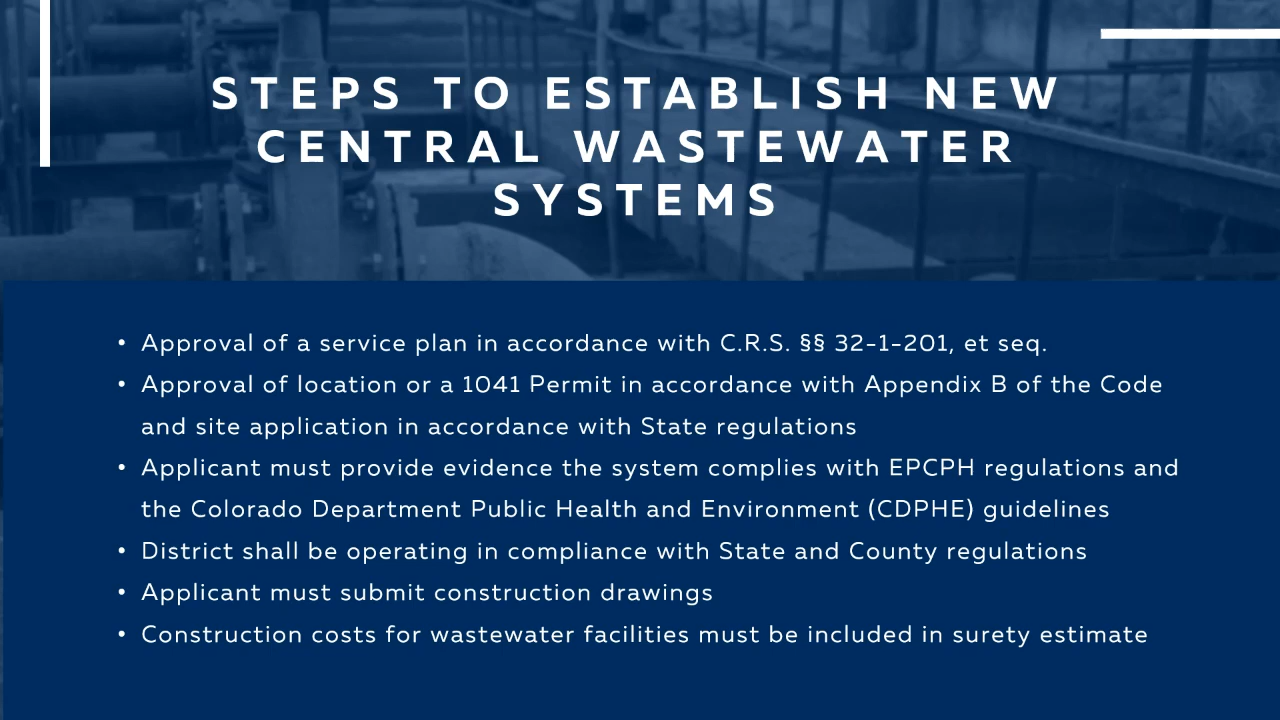 STEPS TO ESTABLISH NEW
CENTRAL WASTEWATER
SYSTEMS
• Approval of a service plan in accordance with C.R.S. §§ 32-1-201, et seq.
• Approval of location or a 1041 Permit in accordance with Appendix B of the Code
and site application in accordance with State regulations
• Applicant must provide evidence the system complies with EPCPH regulations and
the Colorado Department Public Health and Environment (CDPHE) guidelines
• District shall be operating in compliance with State and County regulations
• Applicant must submit construction drawings
• Construction costs for wastewater facilities must be included in surety estimate